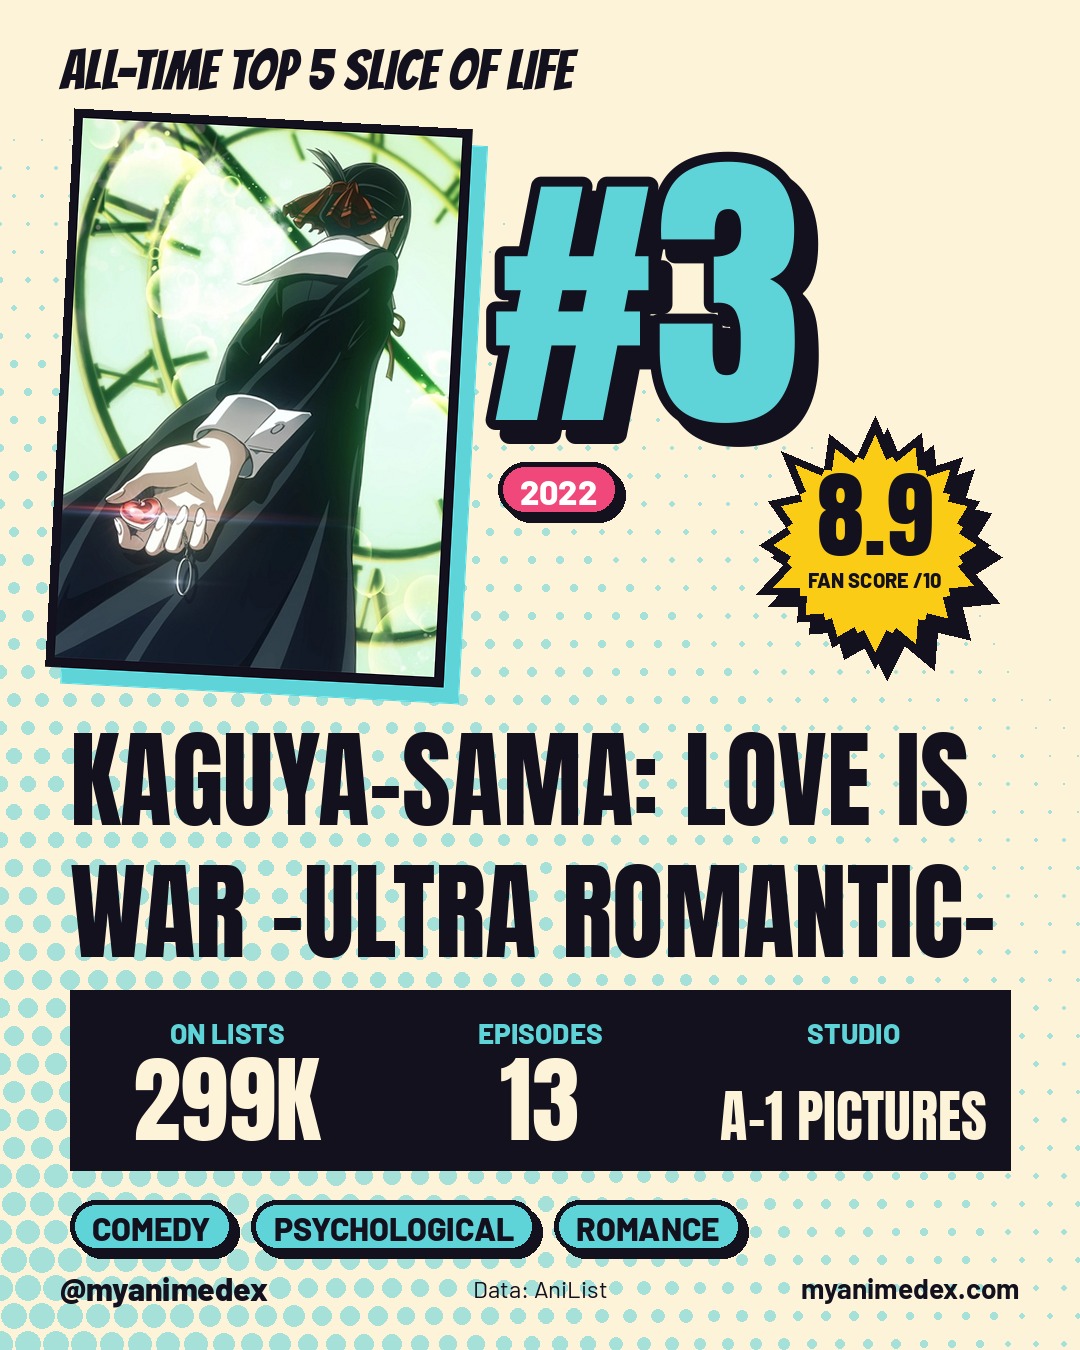 ALL-TIME TOP 5 SLICE OF LIFE
#3
2022
8.9
FAN SCORE /10
KAGUYA-SAMA: LOVE IS
WAR -ULTRA ROMANTIC-
ON LISTS
299K
EPISODES
13
STUDIO
A-1 PICTURES
COMEDY
PSYCHOLOGICAL
ROMANCE
@myanimedex
Data: AniList
myanimedex.com